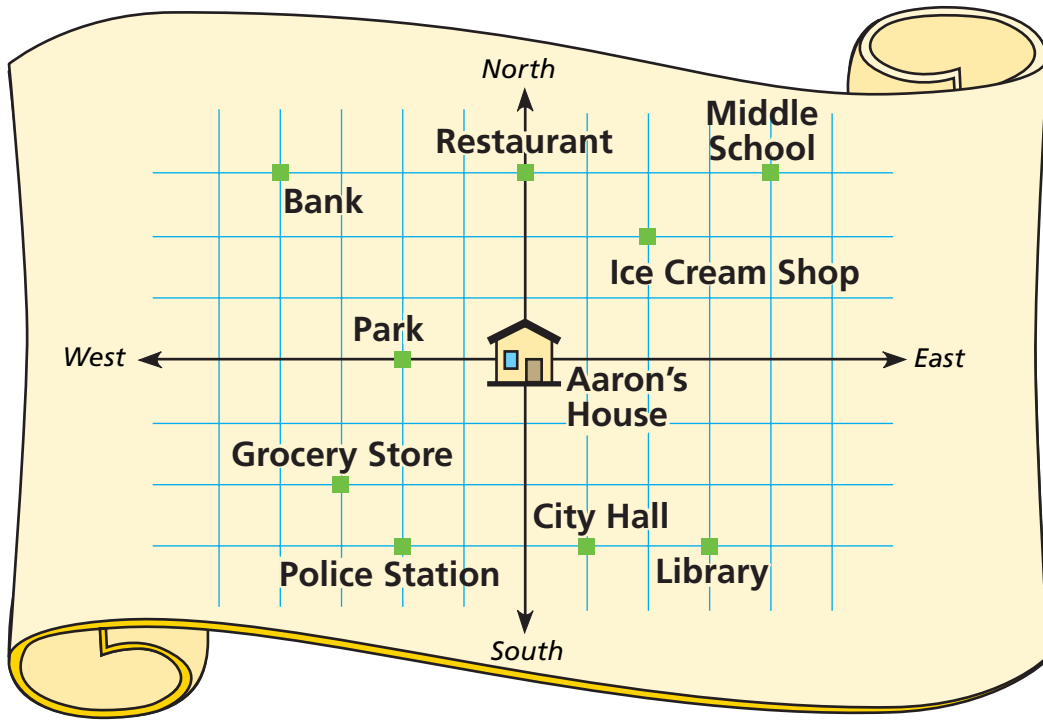 North
Middle
School
Restaurant
Bank
Ice Cream Shop
Park
West
East
Aaron's
House
Grocery Store
City Hall
Police Station
Library
South